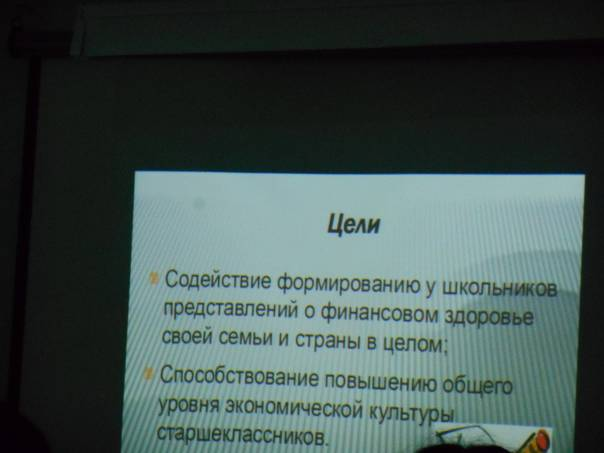 Цели
Содействие формированию у школьников
представлений о финансовом здоровье
своей семьи и страны в целом;
Способствование повышению общего
уровня экономической культуры
старшеклассников.